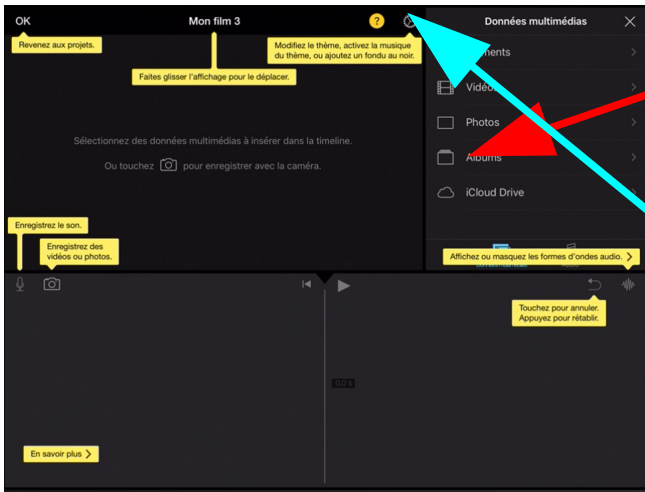 OK
Mon film 3
?
Données multimédias
Revenez aux projets.
Modifiez le thème, activez la musique
du thème, ou ajoutez un fondu au noir.
Faites glisser l'affichage pour le déplacer.
Vidéos
Photos
Albums
iCloud Drive
Sélectionnez des données multimédias à insérer dans la timeline.
Ou touchez pour enregistrer avec la caméra.
Enregistrez le son.
Enregistrez des
vidéos ou photos.
Affichez ou masquez les formes d'ondes audio.
Touchez pour annuler.
Appuyez pour rétablir.
0,0 s
En savoir plus